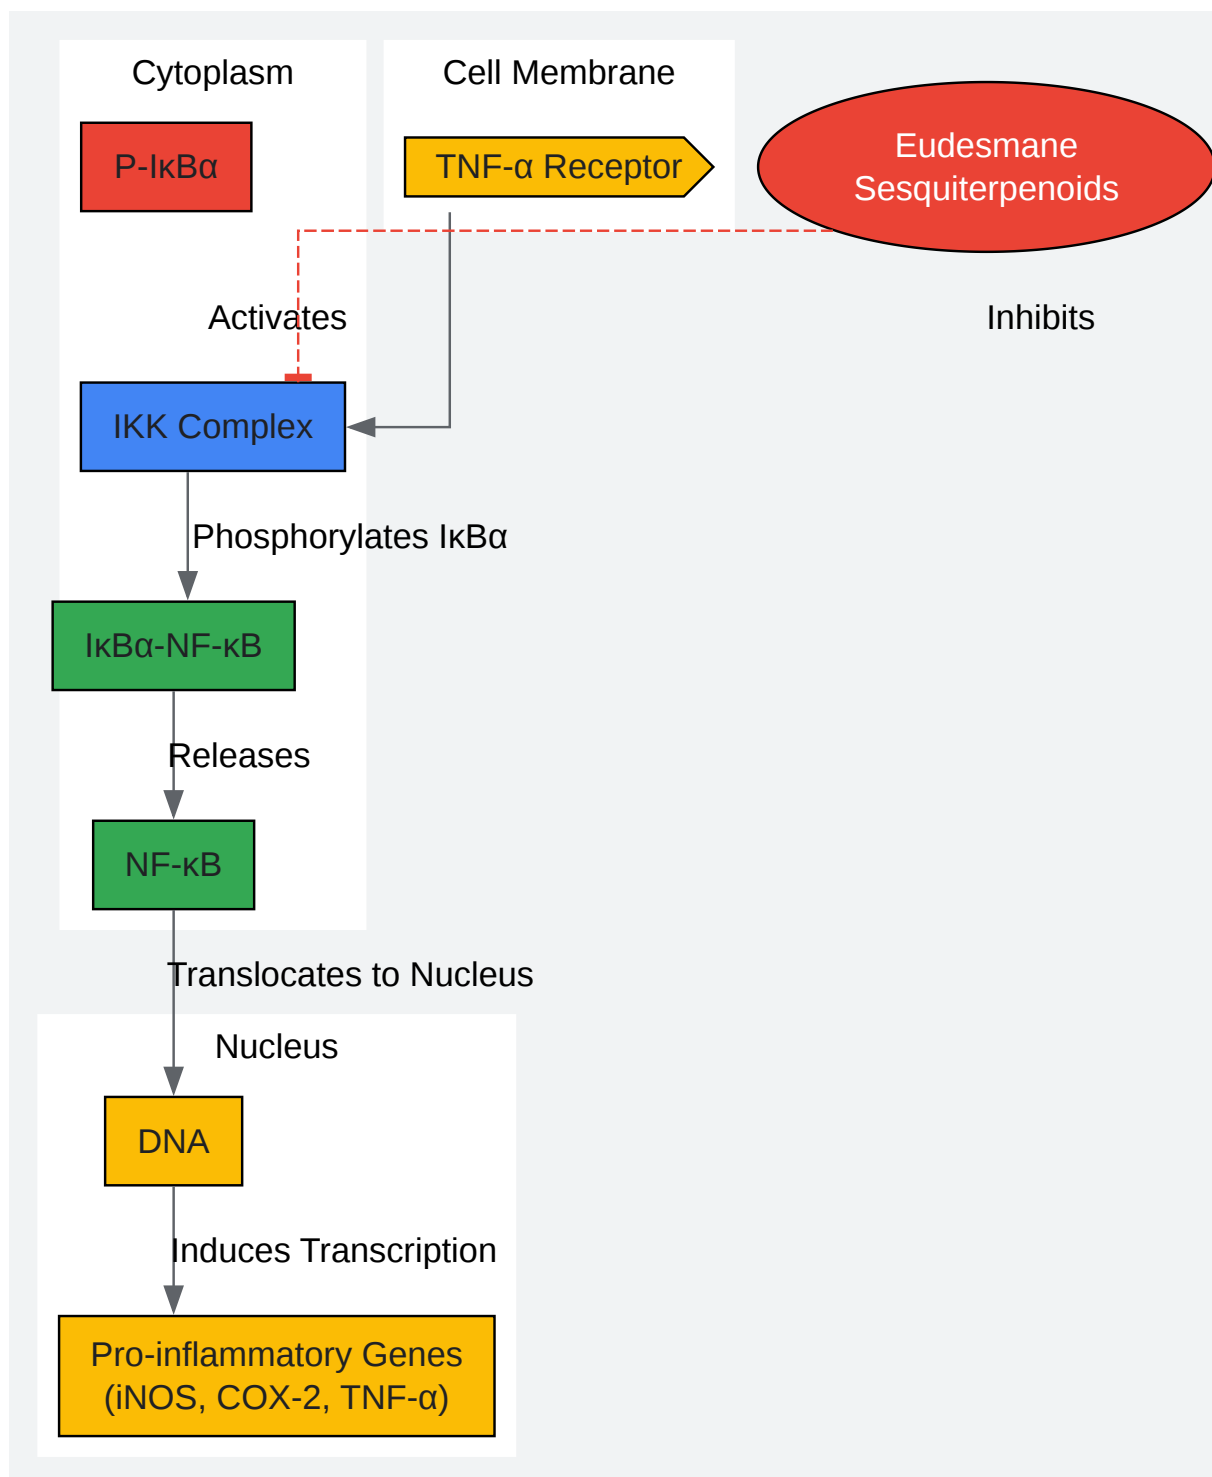 Cytoplasm
Cell Membrane
P-IκBα
TNF-α Receptor
Eudesmane
Sesquiterpenoids
Activates
Inhibits
IKK Complex
Phosphorylates IκBα
IκBα-NF-κB
Releases
NF-κB
Translocates to Nucleus
Nucleus
DNA
Induces Transcription
Pro-inflammatory Genes
(iNOS, COX-2, TNF-α)